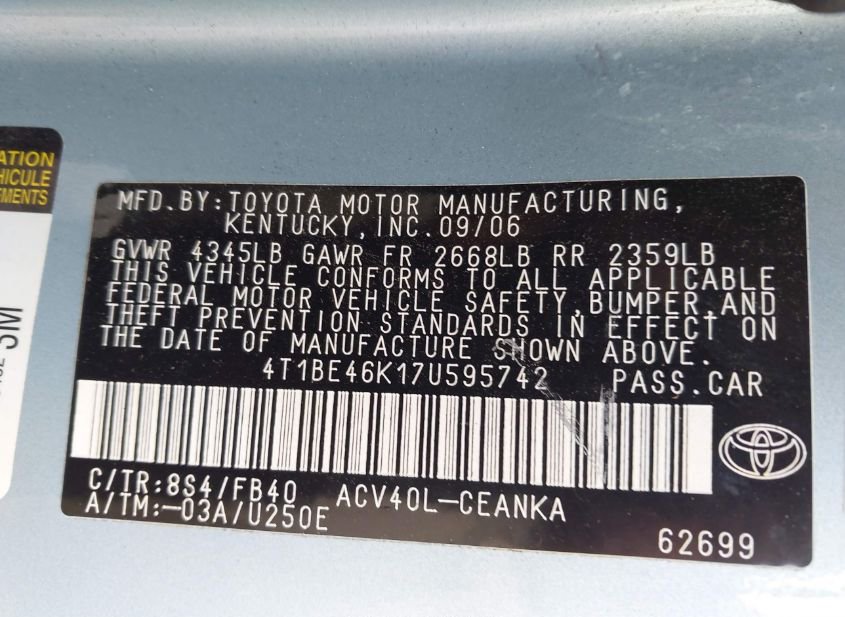 ATION
HICULE
EMENTS
3M
MFD.BY:TOYOTA MOTOR MANUFACTURING,
KENTUCKY,INC.09/06
GVWR 4345LB GAWR FR 2668LB RR 2359LB
THIS VEHICLE CONFORMS TO ALL APPLICABLE
FEDERAL MOTOR VEHICLE SAFETY,BUMPER,AND
THEFT PREVENTION STANDARDS IN EFFECT ON
THE DATE OF MANUFACTURE SHOWN ABOVE.
4T1BE46K17U595742 PASS.CAR
C/TR:8S4/FB40 ACV40L-CEANKA
A/TM:-03A/U250E
62699